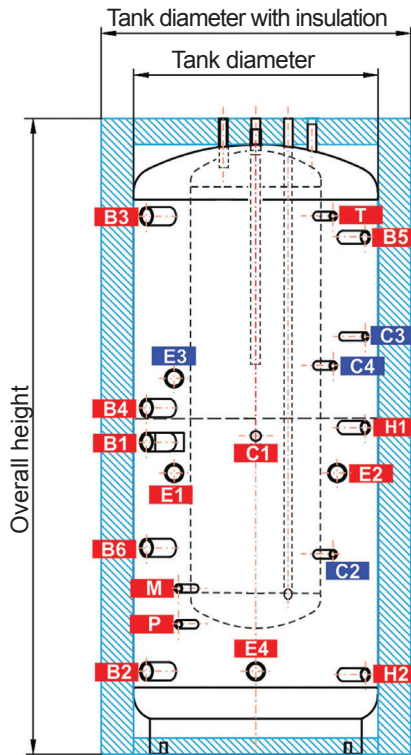 Tank diameter with insulation
Tank diameter
Overall height
B3
T
B5
C3
E3
C4
B4
H1
B1
C1
E1
E2
B6
C2
M
P
E4
B2
H2